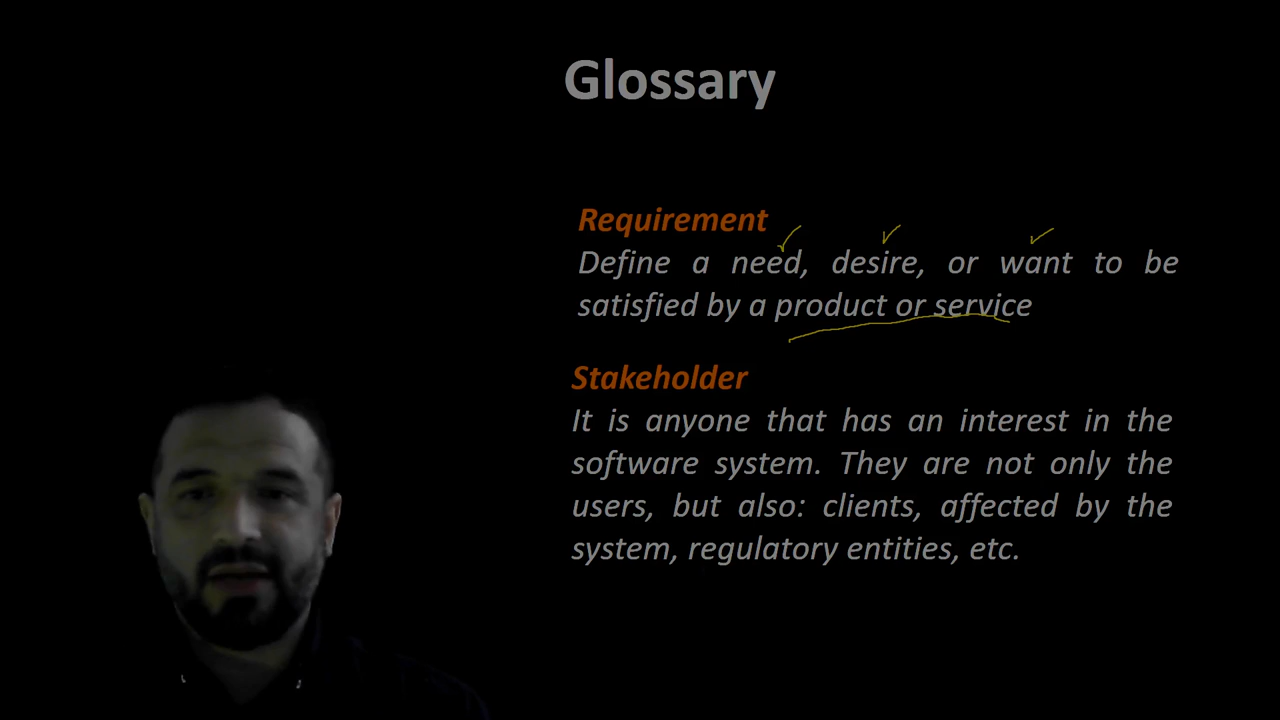 Glossary
Requirement
Define a need, desire, or want to be
satisfied by a product or service
Stakeholder
It is anyone that has an interest in the
software system. They are not only the
users, but also: clients, affected by the
system, regulatory entities, etc.